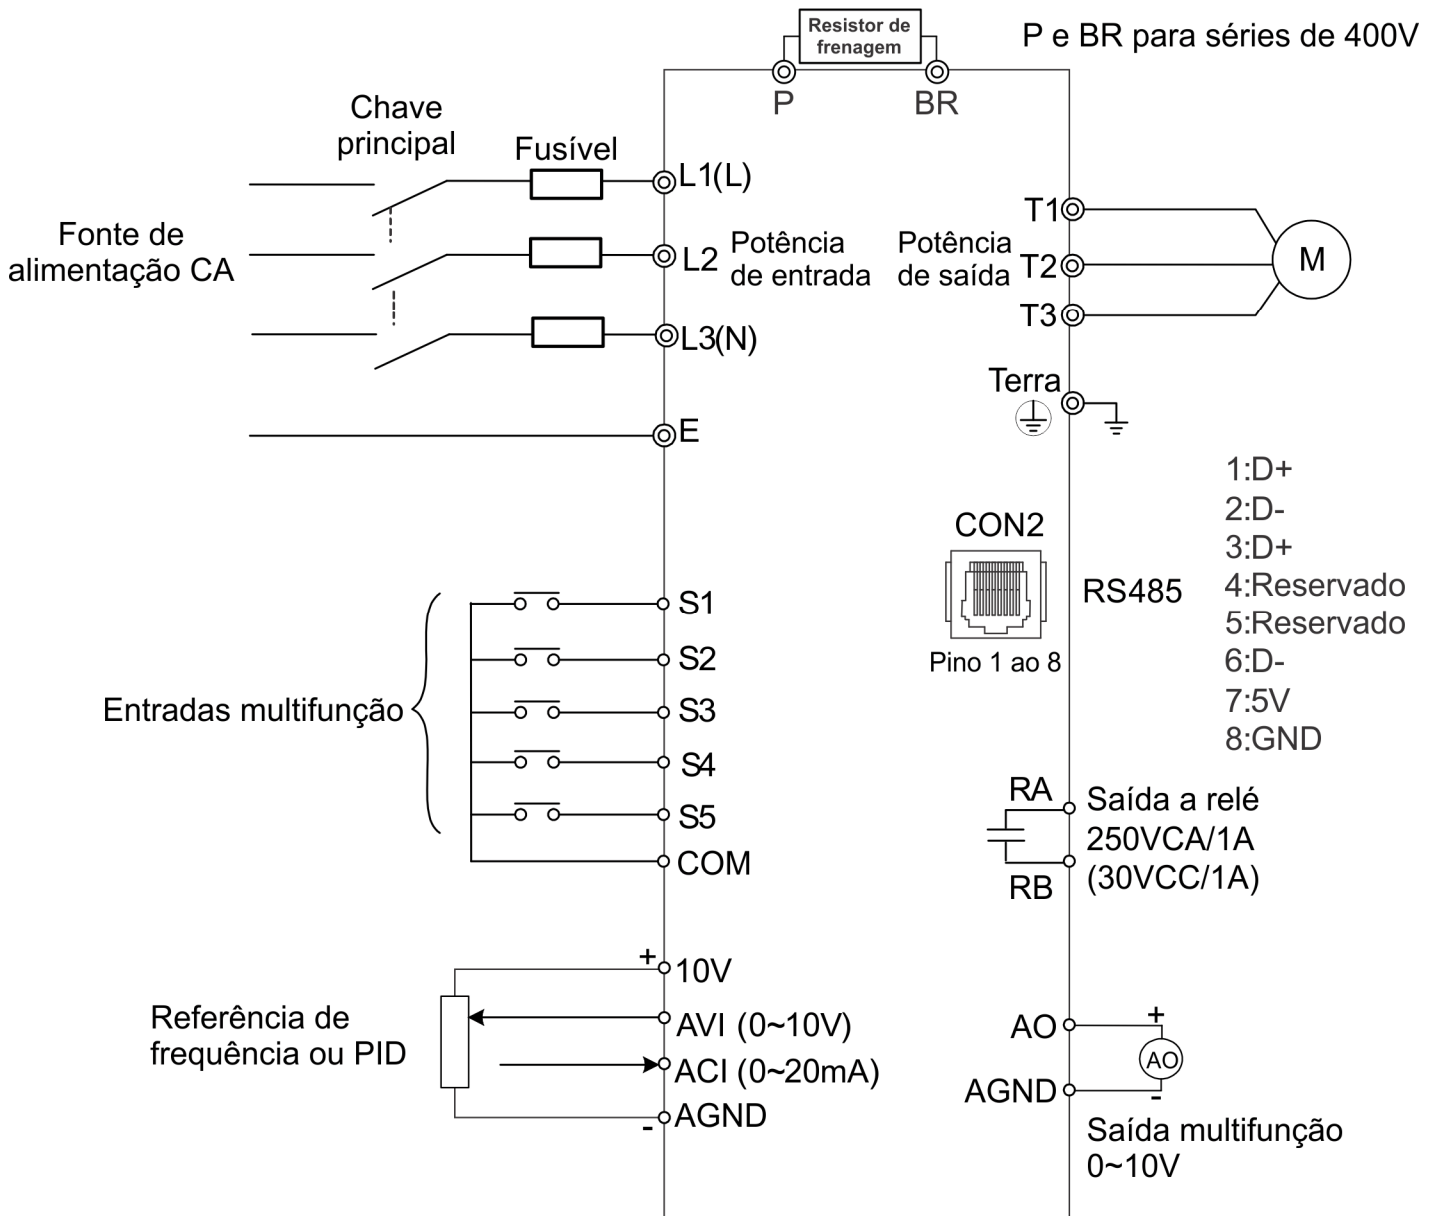 Resistor de
frenagem
P e BR para séries de 400V
P
BR
Chave
principal
Fusível
L1(L)
Fonte de
alimentação CA
L2
Potência
de entrada
L3(N)
E
Potência
de saída
T1
T2
T3
M
Terra
CON2
RS485
Pino 1 ao 8
1:D+
2:D-
3:D+
4:Reservado
5:Reservado
6:D-
7:5V
8:GND
Entradas multifunção
S1
S2
S3
S4
S5
COM
RA
RB
Saída a relé
250VCA/1A
(30VCC/1A)
Referência de
frequência ou PID
+
10V
AVI (0~10V)
ACI (0~20mA)
AGND
-
AO
AGND
+
AO
-
Saída multifunção
0~10V